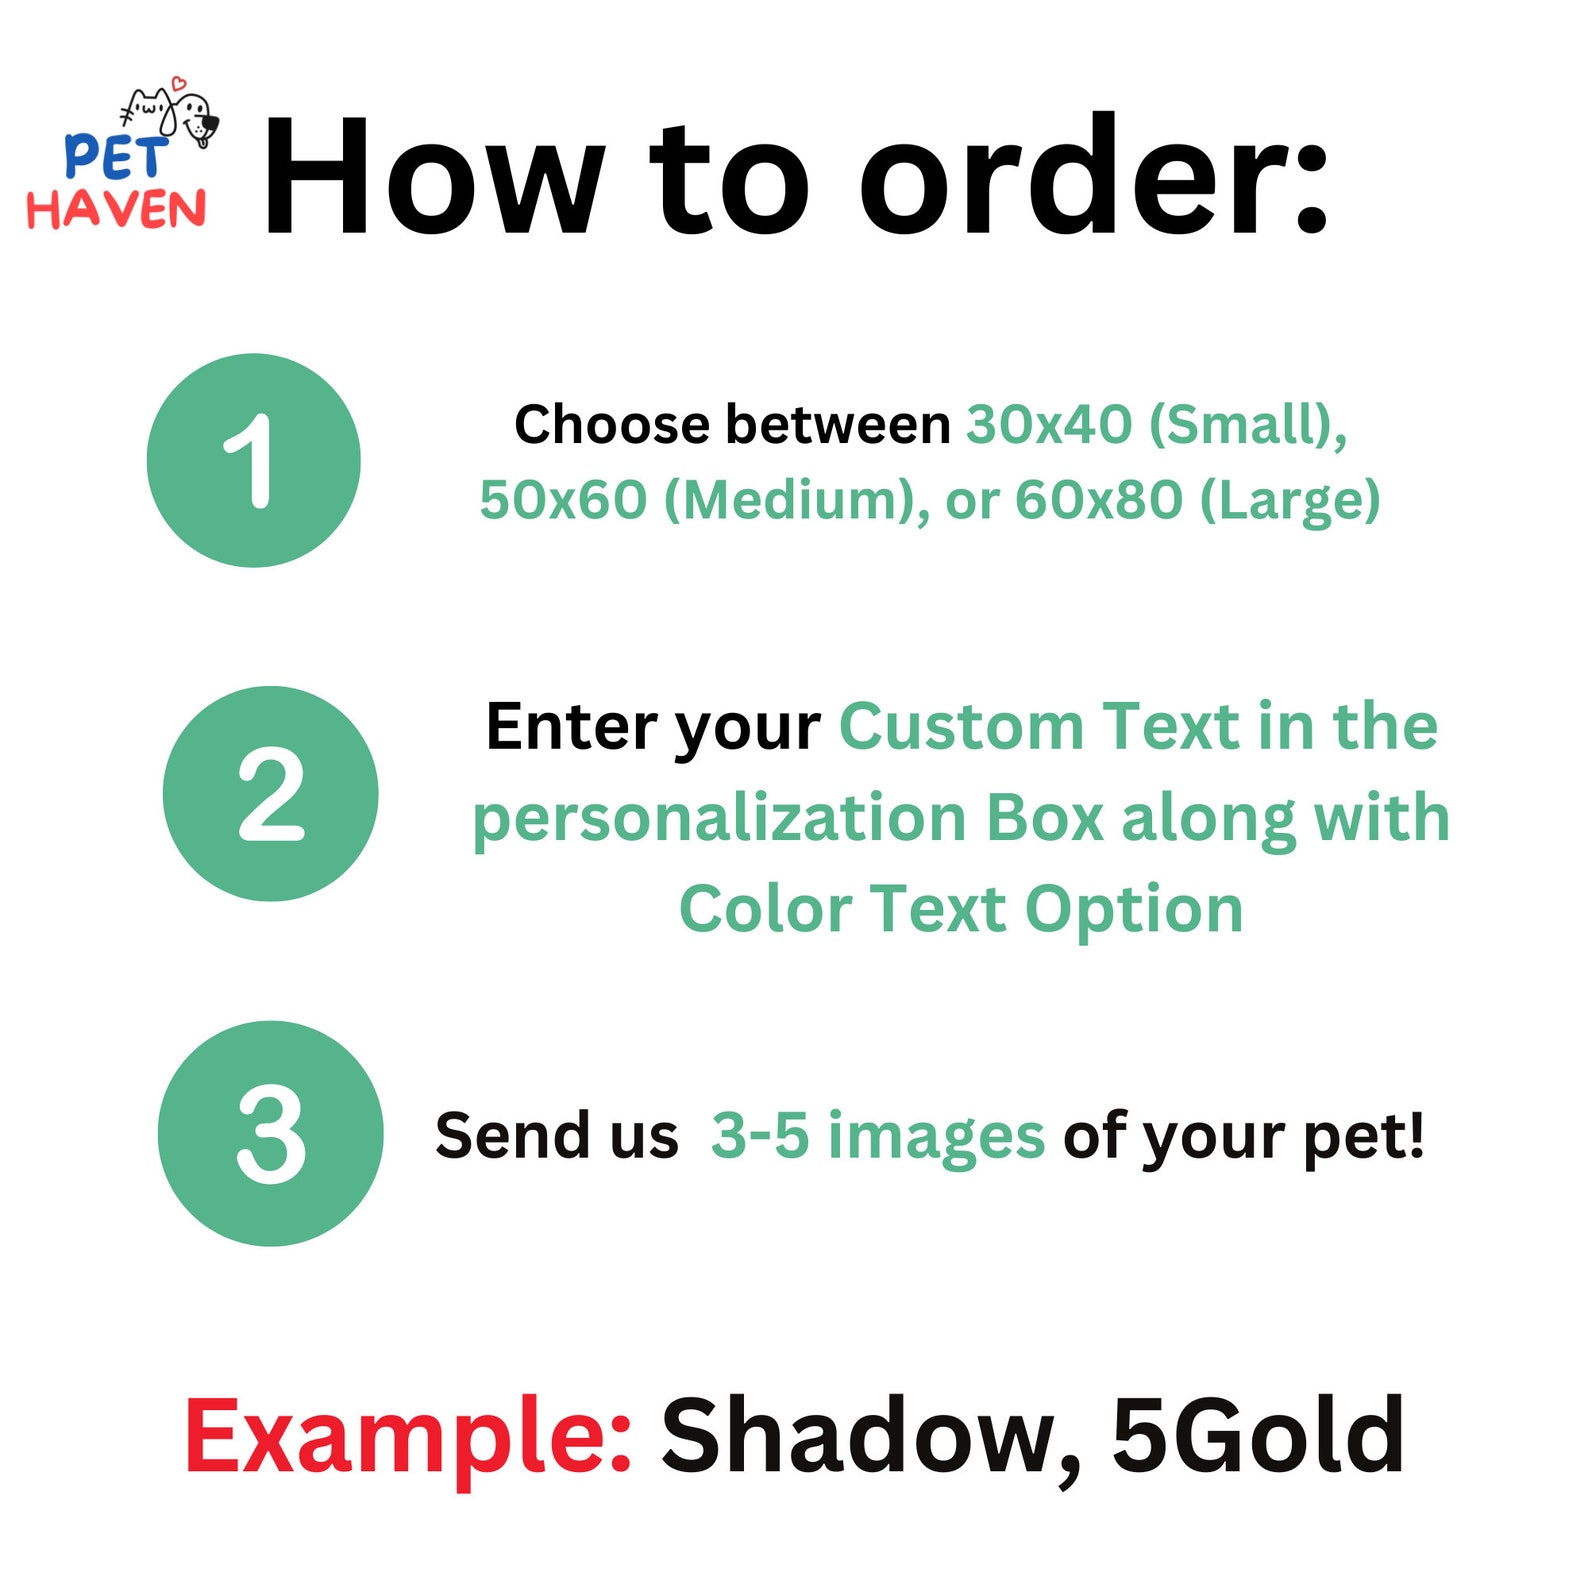 PET
HAVEN
How to order:
1
Choose between 30x40 (Small),
50x60 (Medium), or 60x80 (Large)
2
Enter your Custom Text in the
personalization Box along with
Color Text Option
3
Send us  3-5 images of your pet!
Example: Shadow, 5Gold